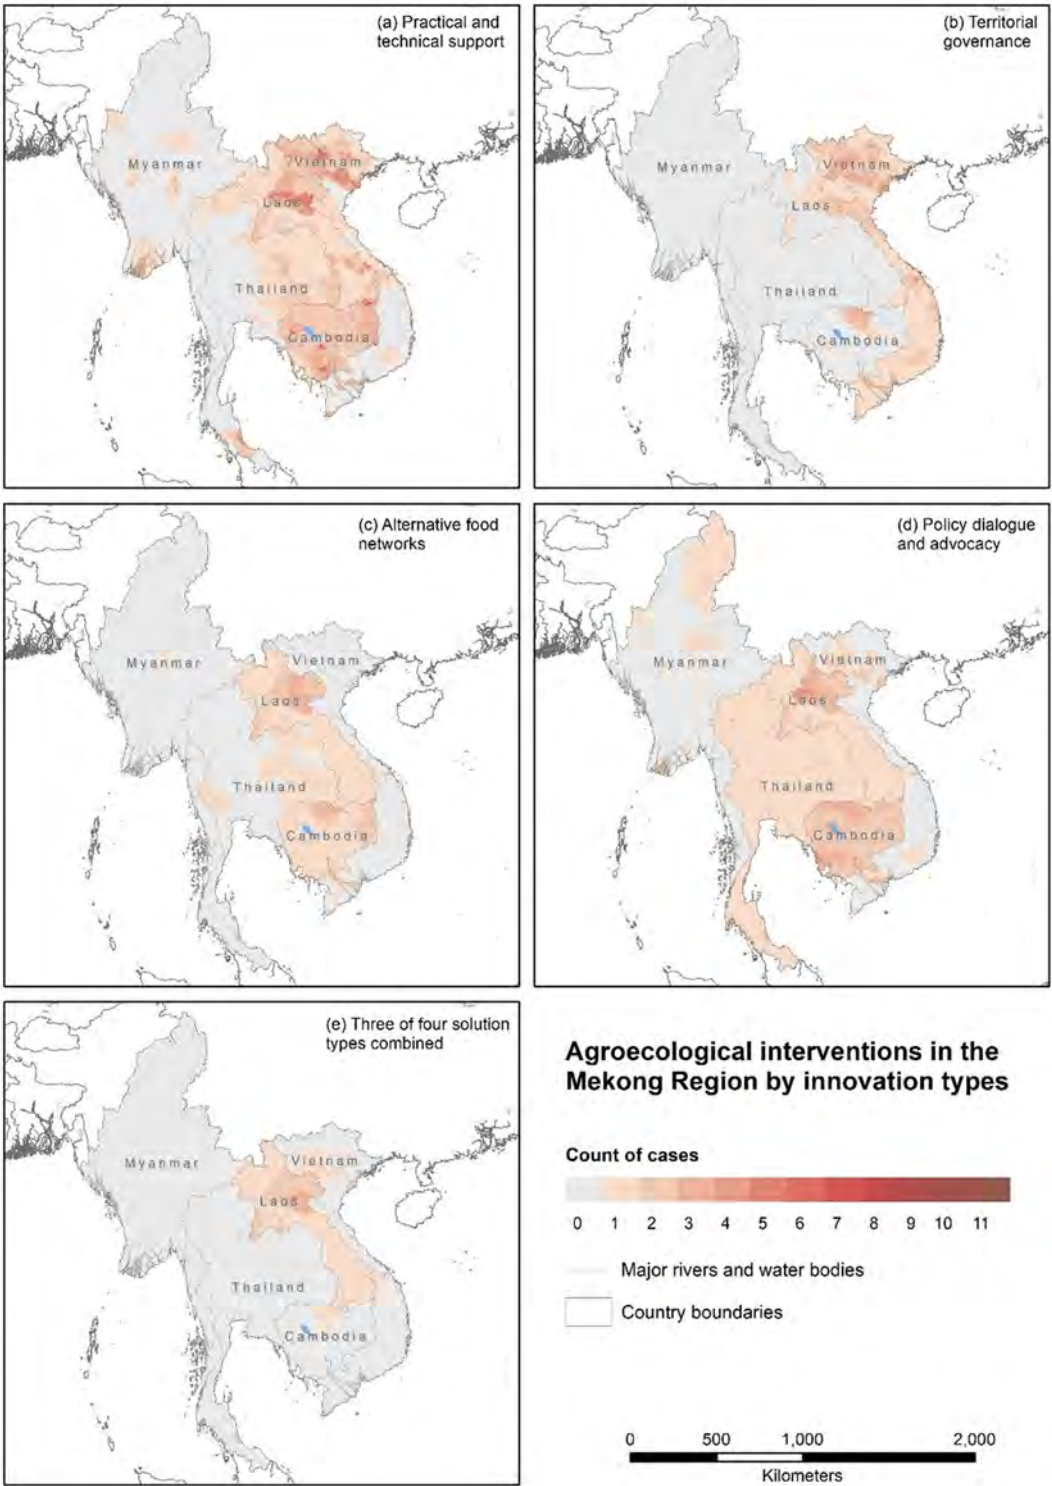 (a) Practical and
technical support
Myanmar
Vietnam
Laos
Thailand
Cambodia
(b) Territorial
governance
Myanmar
Vietnam
Laos
Thailand
Cambodia
(c) Alternative food
networks
Myanmar
Vietnam
Laos
Thailand
Cambodia
(d) Policy dialogue
and advocacy
Myanmar
Vietnam
Laos
Thailand
Cambodia
(e) Three of four solution
types combined
Myanmar
Vietnam
Laos
Thailand
Cambodia
Agroecological interventions in the
Mekong Region by innovation types
Count of cases
0 1 2 3 4 5 6 7 8 9 10 11
Major rivers and water bodies
Country boundaries
0 500 1,000 2,000
Kilometers